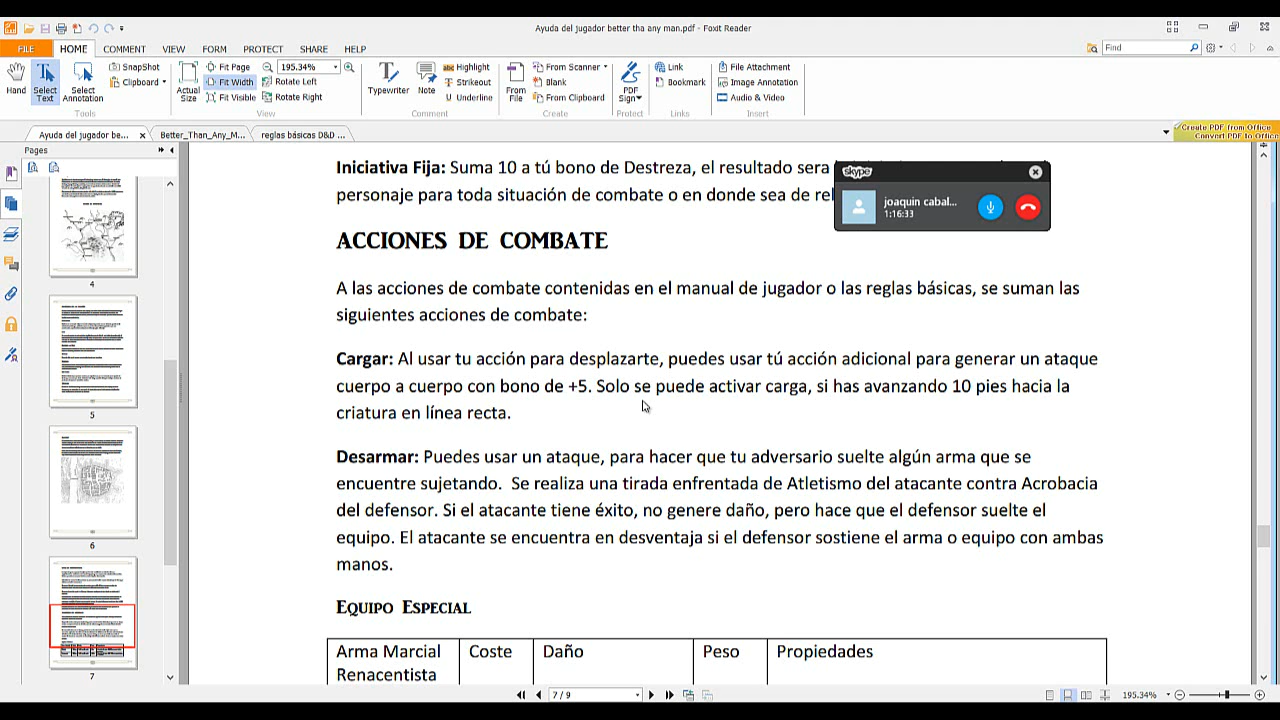 Ayuda del jugador better tha any man.pdf - Foxit Reader
FILE HOME COMMENT VIEW FORM PROTECT SHARE HELP
Find
Hand
Select Text
Select Annotation
SnapShot
Clipboard
Tools
Actual Size
Fit Page
Fit Width
Fit Visible
195.34%
Rotate Left
Rotate Right
View
Typewriter
Note
Highlight
Strikeout
Underline
Comment
From File
From Scanner
Blank
From Clipboard
Create
PDF Sign
Protect
Link
Bookmark
Links
File Attachment
Image Annotation
Audio & Video
Insert
Ayuda del jugador be...
Better_Than_Any_M...
reglas básicas D&D ...
Create PDF from Office
Convert PDF to Office
Pages
4
5
6
7
Iniciativa Fija: Suma 10 a tú bono de Destreza, el resultado sera
personaje para toda situación de combate o en donde sea de
skype
joaquin cabal...
1:16:33
ACCIONES DE COMBATE
A las acciones de combate contenidas en el manual de jugador o las reglas básicas, se suman las
siguientes acciones de combate:
Cargar: Al usar tu accion para desplazarte, puedes usar tú acción adicional para generar un ataque
cuerpo a cuerpo con bono de +5. Solo se puede activar carga, si has avanzando 10 pies hacia la
criatura en línea recta.
Desarmar: Puedes usar un ataque, para hacer que tu adversario suelte algún arma que se
encuentre sujetando. Se realiza una tirada enfrentada de Atletismo del atacante contra Acrobacia
del defensor. Si el atacante tiene éxito, no genere daño, pero hace que el defensor suelte el
equipo. El atacante se encuentra en desventaja si el defensor sostiene el arma o equipo con ambas
manos.
EQUIPO ESPECIAL
Arma Marcial Coste Daño Peso Propiedades
Renacentista
7 / 9
195.34%